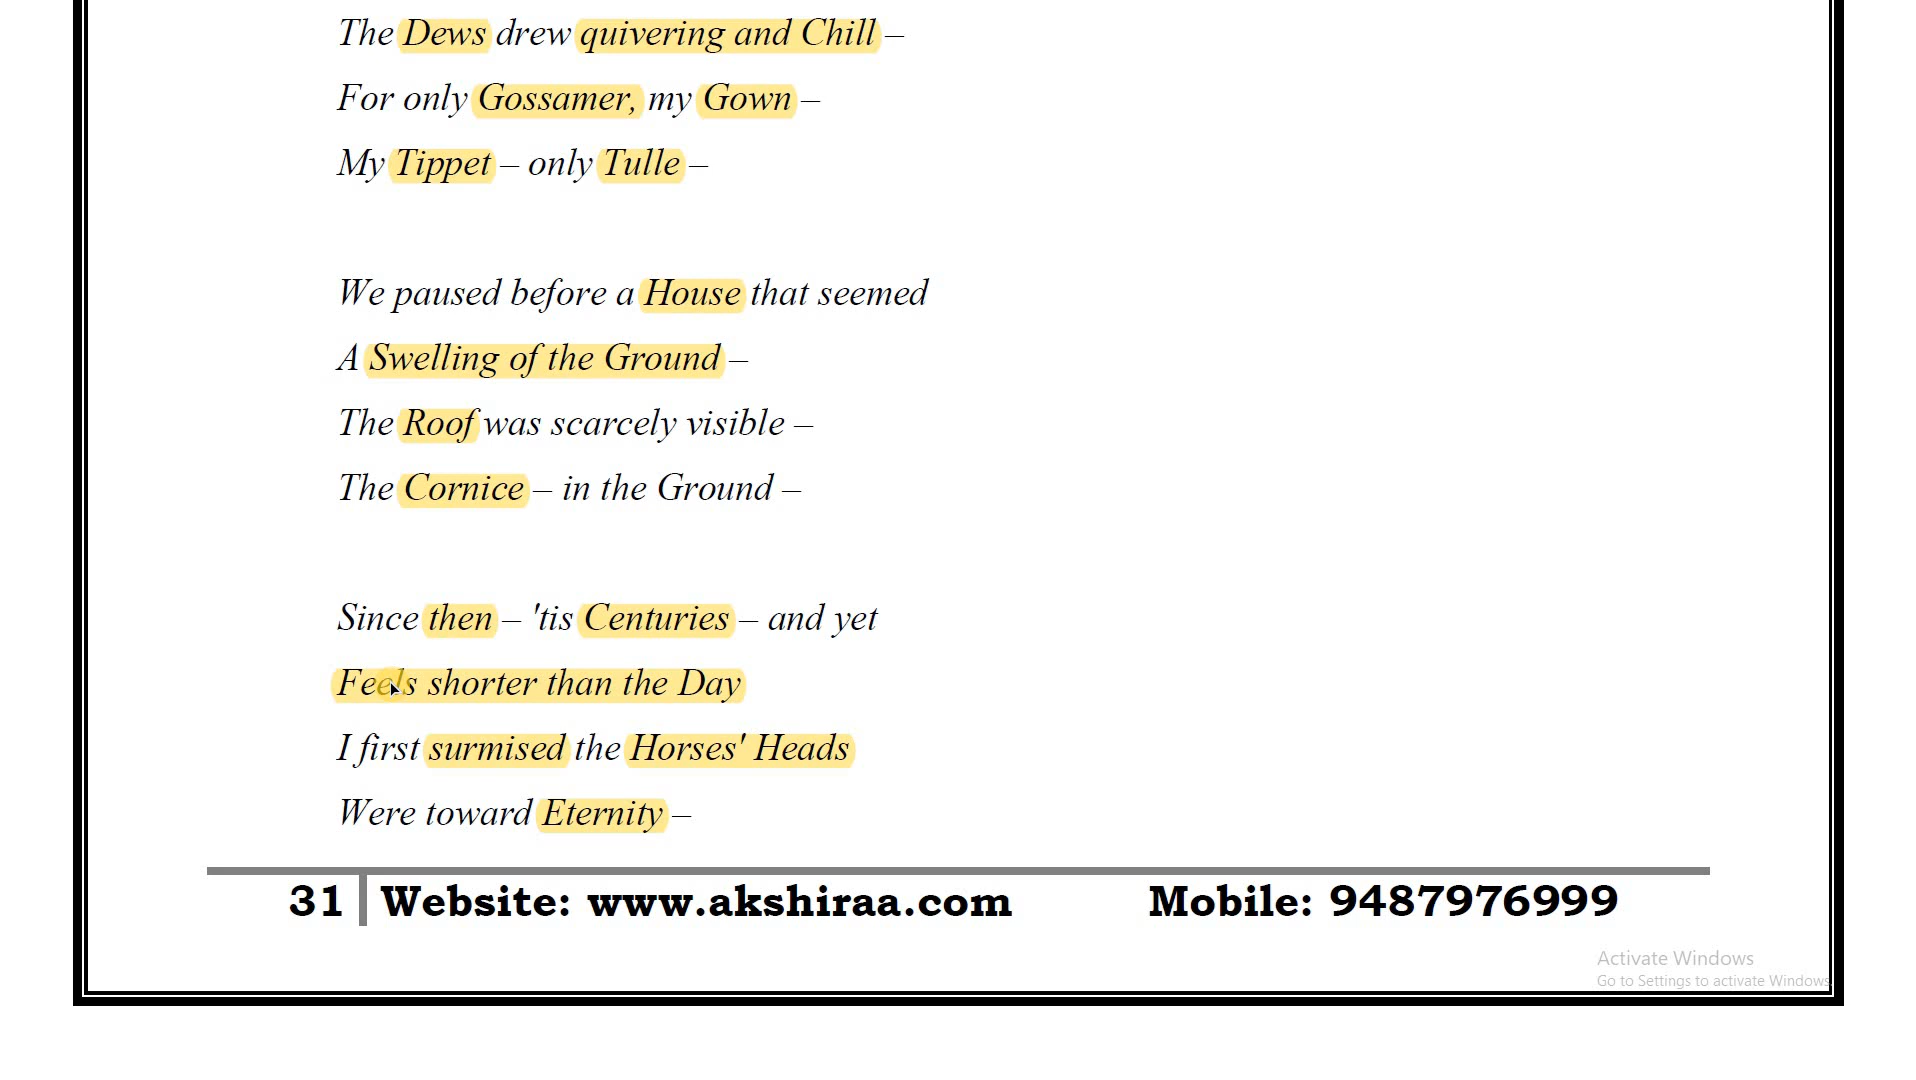 The Dews drew quivering and Chill –
For only Gossamer, my Gown –
My Tippet – only Tulle –
We paused before a House that seemed
A Swelling of the Ground –
The Roof was scarcely visible –
The Cornice – in the Ground –
Since then – 'tis Centuries – and yet
Feels shorter than the Day
I first surmised the Horses' Heads
Were toward Eternity –
31 Website: www.akshiraa.com Mobile: 9487976999
Activate Windows
Go to Settings to activate Windows.